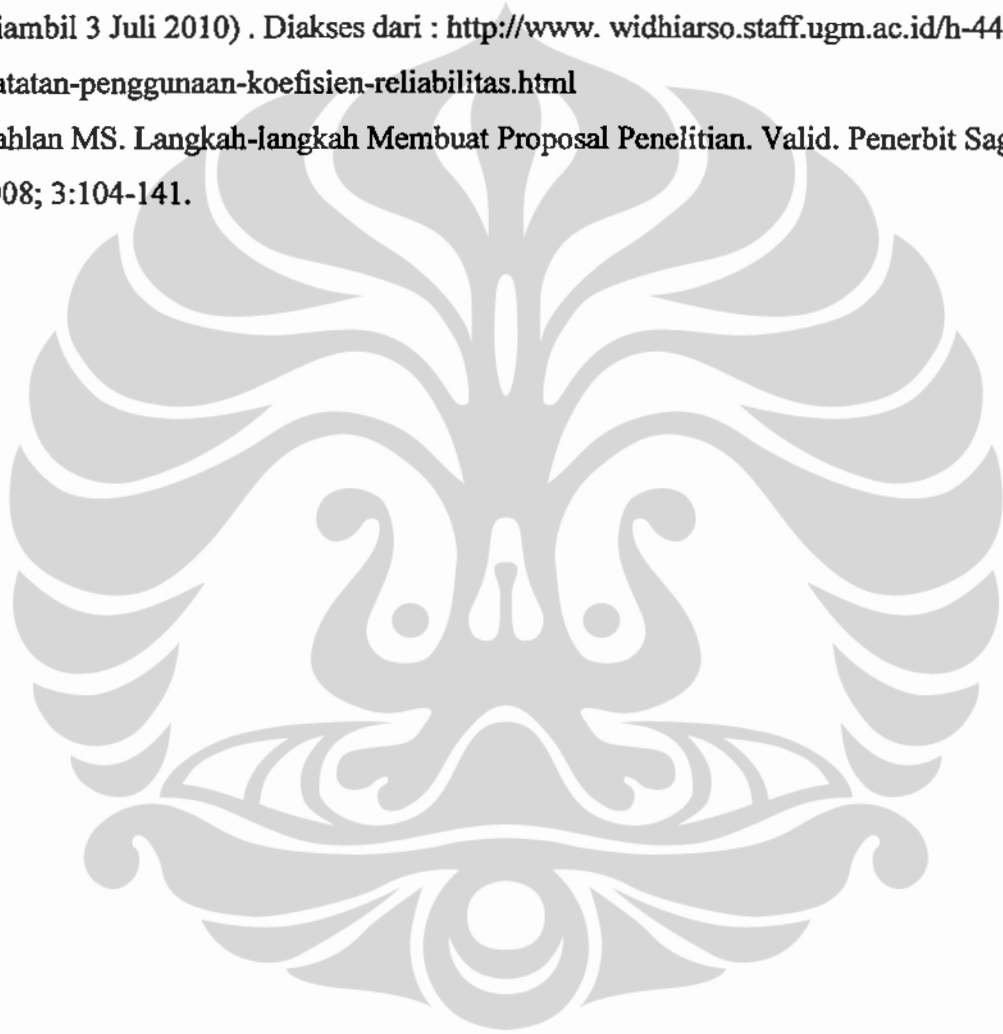 iambil 3 Juli 2010) . Diakses dari : http://www. widhiarso.staff.ugm.ac.id/h-44
atatan-penggunaan-koefisien-reliabilitas.html
ahlan MS. Langkah-langkah Membuat Proposal Penelitian. Valid. Penerbit Sag
08; 3:104-141.